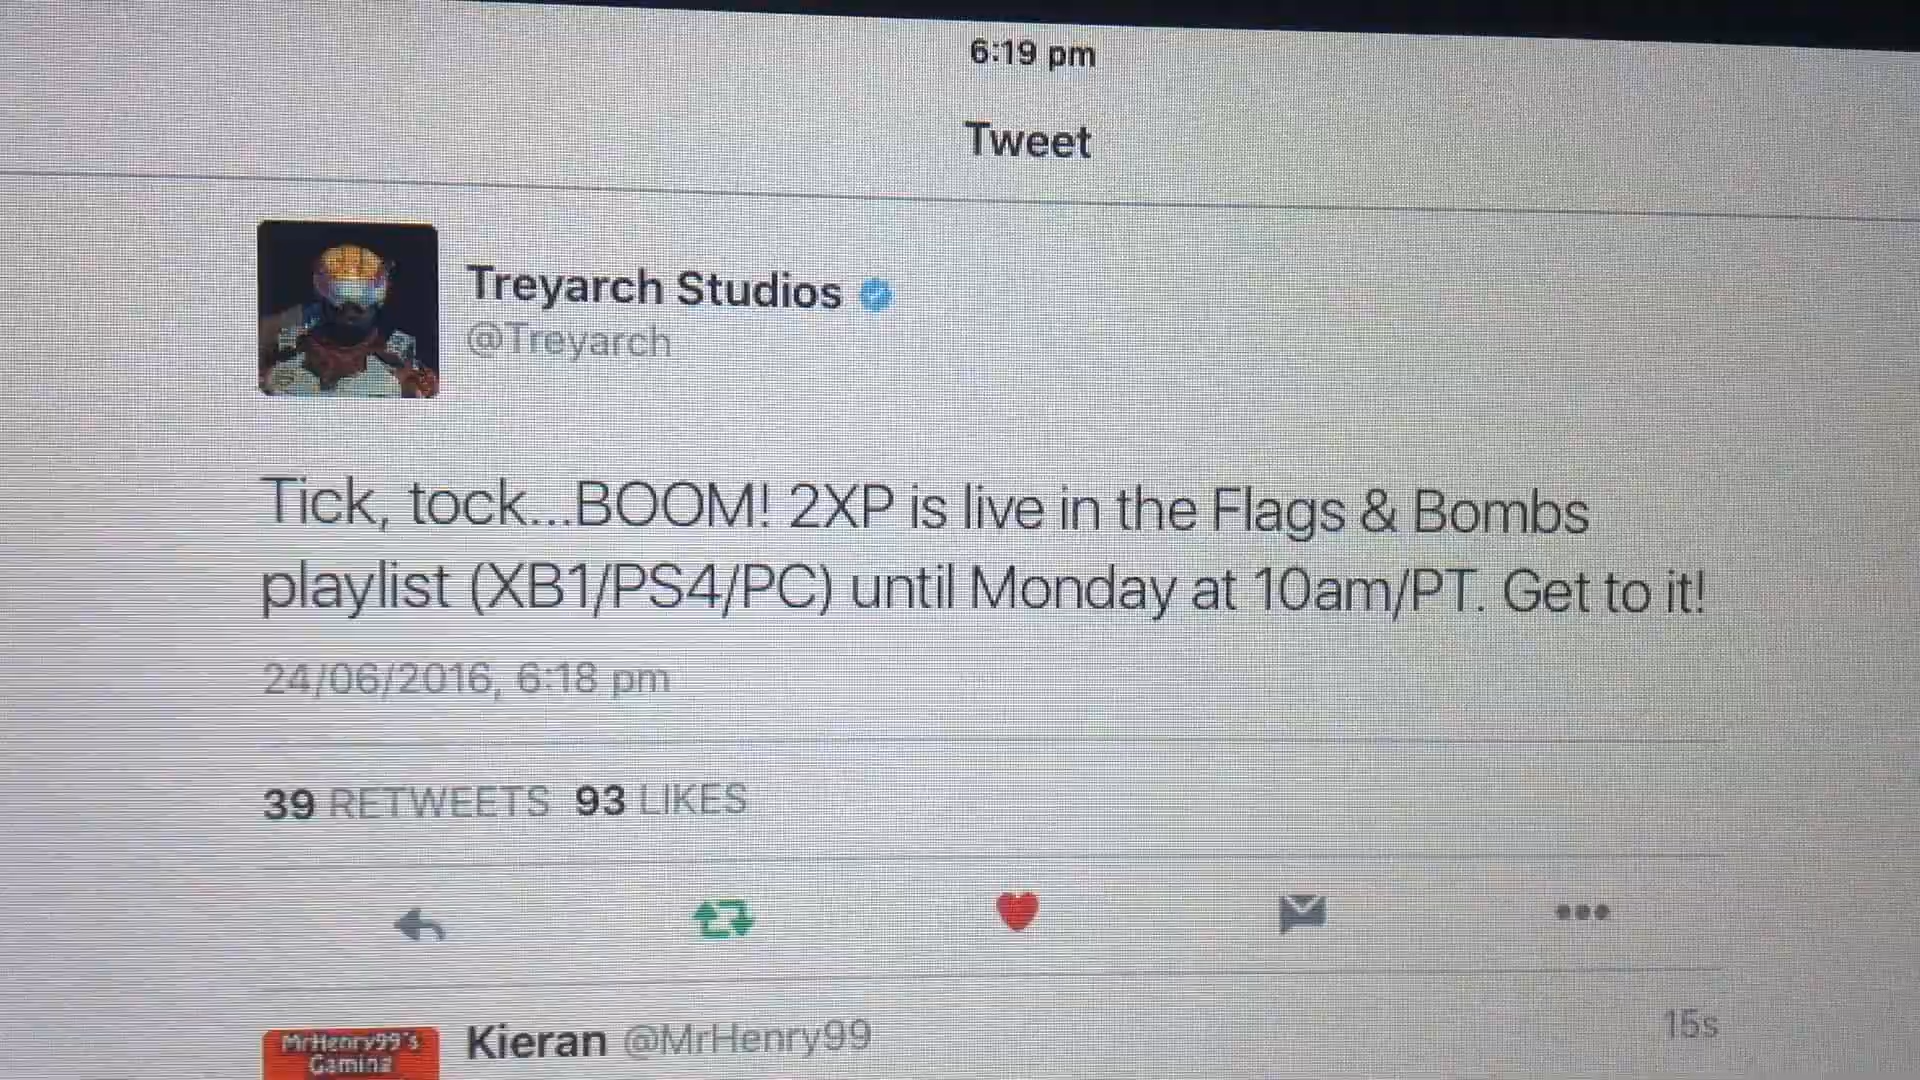 6:19 pm
Tweet
Treyarch Studios
@Treyarch
Tick, tock...BOOM! 2XP is live in the Flags & Bombs
playlist (XB1/PS4/PC) until Monday at 10am/PT. Get to it!
24/06/2016, 6:18 pm
39 RETWEETS 93 LIKES
Kieran @MrHenry99 15s
MrHenry99's
Gaming